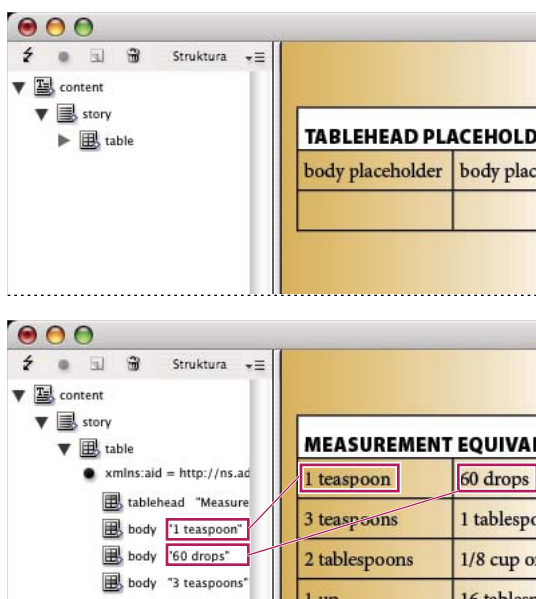 Struktura
content
story
table
TABLEHEAD PLACEHOLD
body placeholder body plac
Struktura
content
story
table
xmlns:aid = http://ns.ad
tablehead "Measure
body "1 teaspoon"
body "60 drops"
body "3 teaspoons"
MEASUREMENT EQUIVA
1 teaspoon 60 drops
3 teaspoons 1 tablespo
2 tablespoons 1/8 cup o